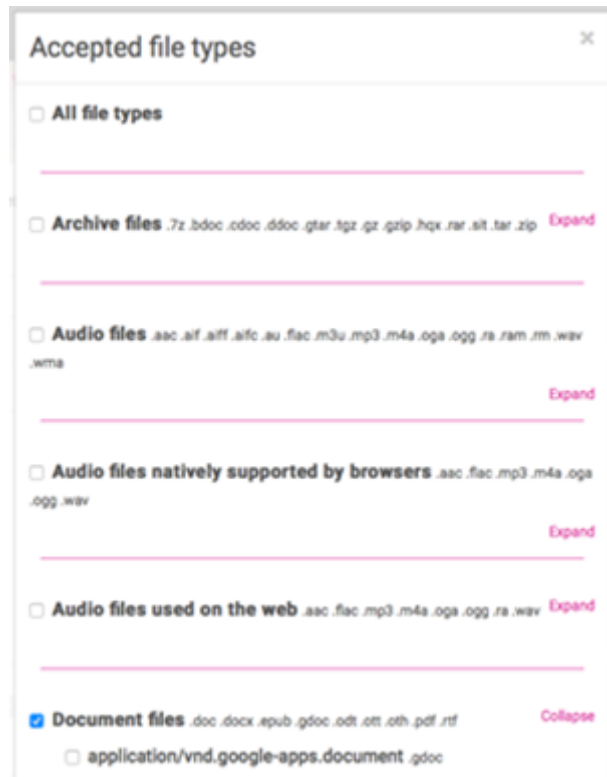 Accepted file types ×
All file types
Archive files .7z .bdoc .cdoc .ddoc .gtar .tgz .gz .gzip .hqx .rar .sit .tar .zip Expand
Audio files .aac .aif .aiff .aifc .au .flac .m3u .mp3 .m4a .oga .ogg .ra .ram .rm .wav
.wma
Expand
Audio files natively supported by browsers .aac .flac .mp3 .m4a .oga
.ogg .wav
Expand
Audio files used on the web .aac .flac .mp3 .m4a .oga .ogg .ra .wav Expand
Document files .doc .docx .epub .gdoc .odt .ott .oth .pdf .rtf Collapse
application/vnd.google-apps.document .gdoc